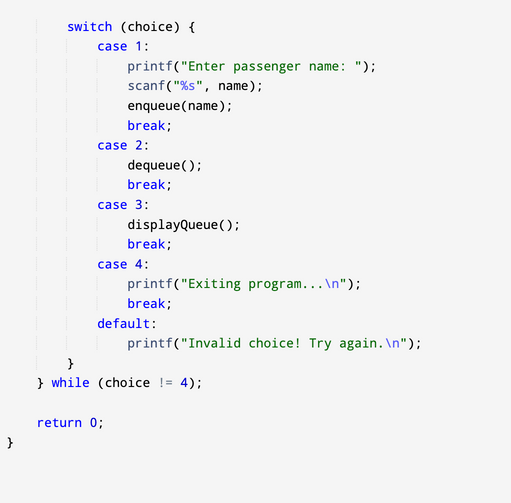 switch (choice) {
case 1:
printf("Enter passenger name: ");
scanf("%s", name);
enqueue(name);
break;
case 2:
dequeue();
break;
case 3:
displayQueue();
break;
case 4:
printf("Exiting program...\n");
break;
default:
printf("Invalid choice! Try again.\n");
}
} while (choice != 4);
return 0;
}